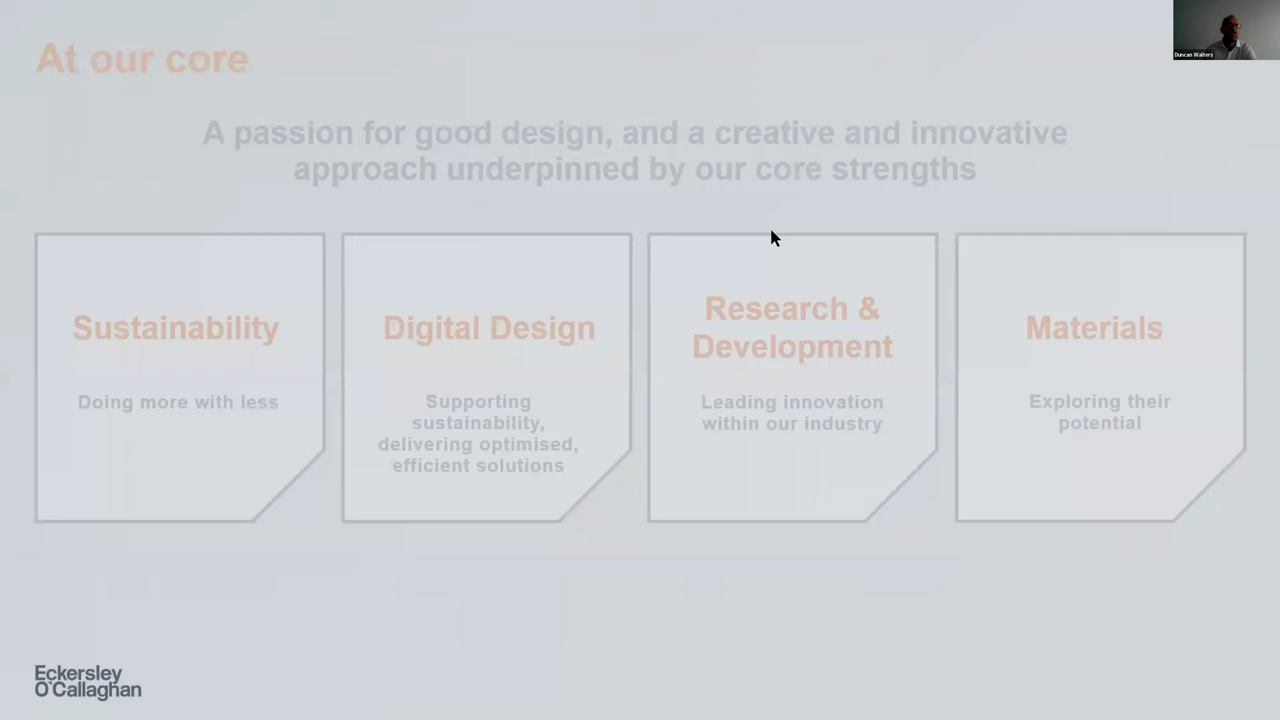 At our core
Duncan Walters
A passion for good design, and a creative and innovative
approach underpinned by our core strengths
Sustainability
Doing more with less
Digital Design
Supporting
sustainability,
delivering optimised,
efficient solutions
Research &
Development
Leading innovation
within our industry
Materials
Exploring their
potential
Eckersley
O'Callaghan